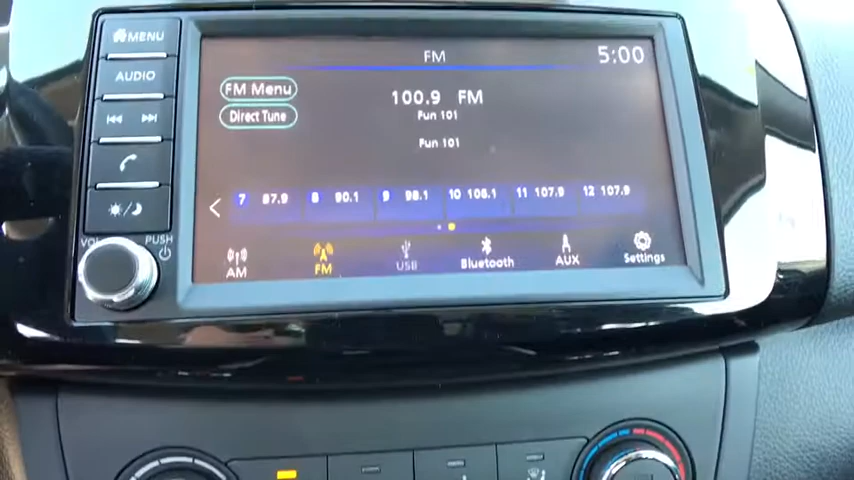 MENU
AUDIO
VOL
PUSH
FM
5:00
FM Menu
Direct Tune
100.9 FM
Fun 101
Fun 101
7 87.9 8 90.1 9 98.1 10 106.1 11 107.9 12 107.9
AM FM USB Bluetooth AUX Settings